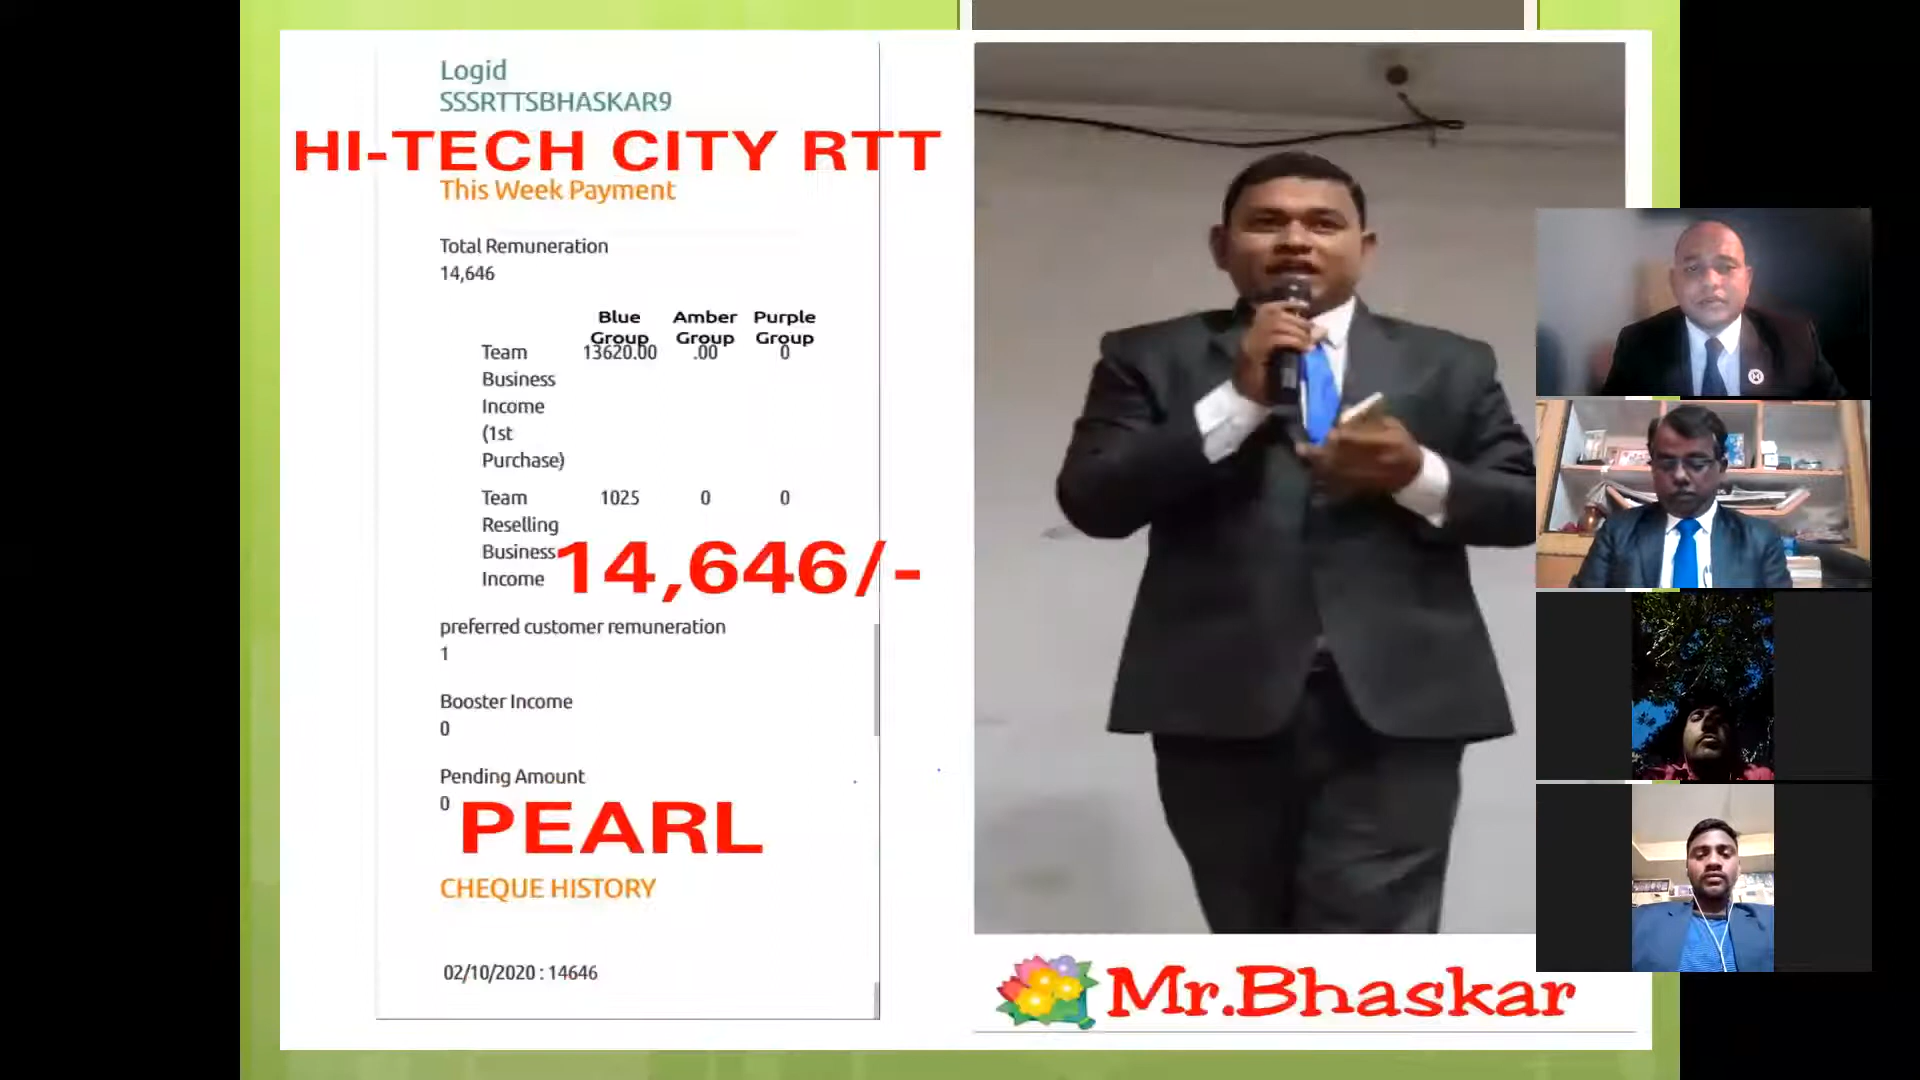 Logid
SSSRTTSBHASKAR9
HI-TECH CITY RTT
This Week Payment
Total Remuneration
14,646
Blue Group Amber Group Purple Group
Team Business Income (1st Purchase) 13620.00 .00 0
Team Reselling Business Income 1025 0 0
14,646/-
preferred customer remuneration
1
Booster Income
0
Pending Amount
0
PEARL
CHEQUE HISTORY
02/10/2020 : 14646
Mr.Bhaskar